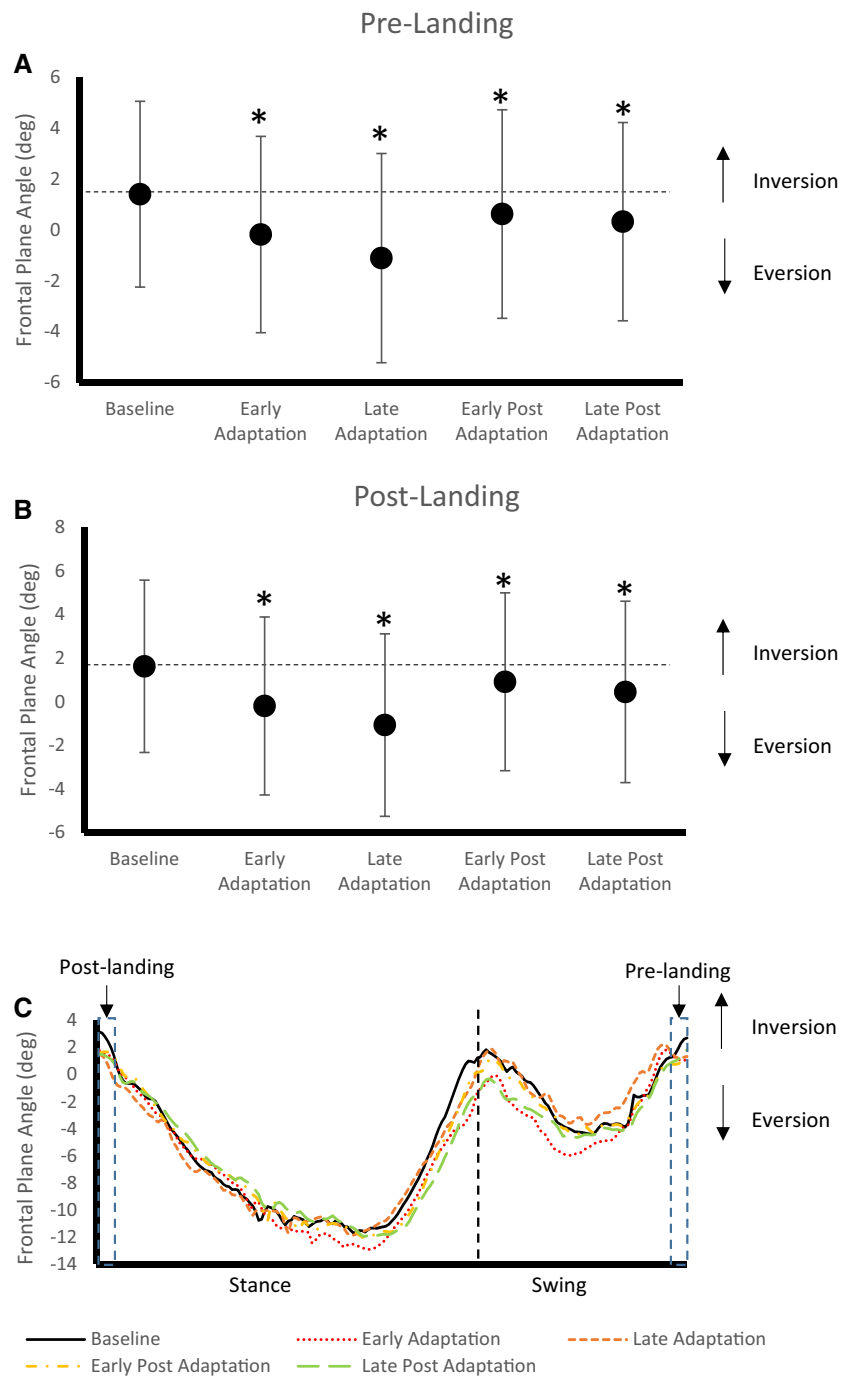 Pre-Landing
A
Frontal Plane Angle (deg)
6
4
2
0
-2
-4
-6
*
*
*
*
Inversion
Eversion
Baseline
Early Adaptation
Late Adaptation
Early Post Adaptation
Late Post Adaptation
Post-Landing
B
Frontal Plane Angle (deg)
8
6
4
2
0
-2
-4
-6
*
*
*
*
Inversion
Eversion
Baseline
Early Adaptation
Late Adaptation
Early Post Adaptation
Late Post Adaptation
Post-landing
Pre-landing
C
Frontal Plane Angle (deg)
4
2
0
-2
-4
-6
-8
-10
-12
-14
Inversion
Eversion
Stance
Swing
Baseline
Early Adaptation
Late Adaptation
Early Post Adaptation
Late Post Adaptation